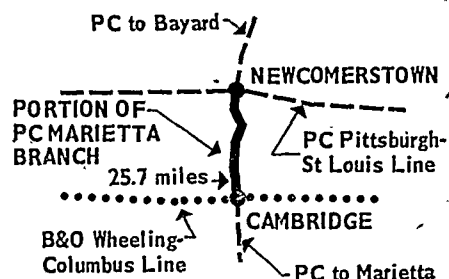 PC to Bayard
NEWCOMERSTOWN
PORTION OF
PC MARIETTA
BRANCH
PC Pittsburgh-
St Louis Line
25.7 miles
CAMBRIDGE
B&O Wheeling-
Columbus Line
PC to Marietta